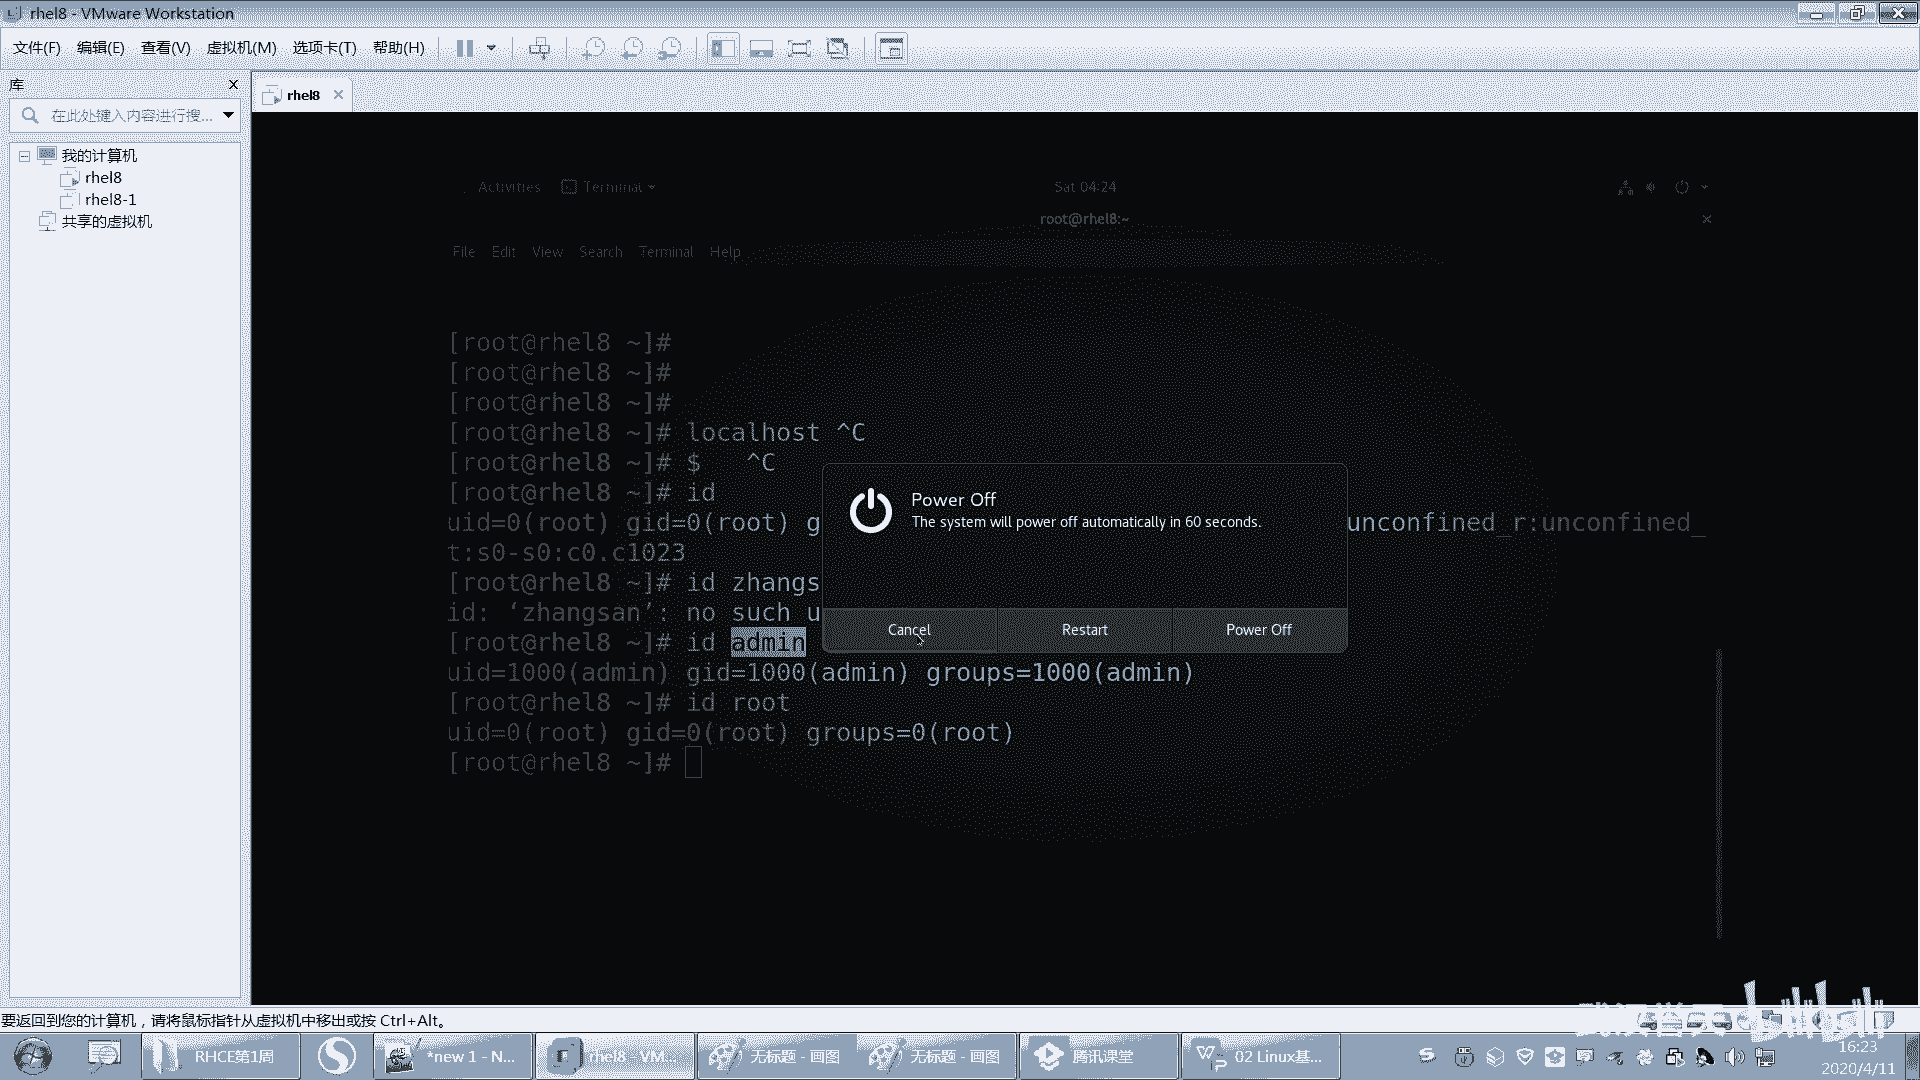 rhel8 - VMware Workstation
文件(F) 编辑(E) 查看(V) 虚拟机(M) 选项卡(T) 帮助(H)
库
在此处键入内容进行搜...
我的计算机
rhel8
rhel8-1
共享的虚拟机
rhel8
Activities Terminal Sat 04:24
root@rhel8:~
File Edit View Search Terminal Help
[root@rhel8 ~]#
[root@rhel8 ~]#
[root@rhel8 ~]#
[root@rhel8 ~]# localhost ^C
[root@rhel8 ~]# $ ^C
[root@rhel8 ~]# id
uid=0(root) gid=0(root) g unconfined_r:unconfined_
t:s0-s0:c0.c1023
[root@rhel8 ~]# id zhangs
id: ‘zhangsan’: no such u
[root@rhel8 ~]# id admin
uid=1000(admin) gid=1000(admin) groups=1000(admin)
[root@rhel8 ~]# id root
uid=0(root) gid=0(root) groups=0(root)
[root@rhel8 ~]#
Power Off
The system will power off automatically in 60 seconds.
Cancel Restart Power Off
要返回到您的计算机，请将鼠标指针从虚拟机中移出或按 Ctrl+Alt。
bilibili
RHCE第1周 *new 1 - N... rhel8 - VM... 无标题 - 画图 无标题 - 画图 腾讯课堂 02 Linux基...
16:23
2020/4/11